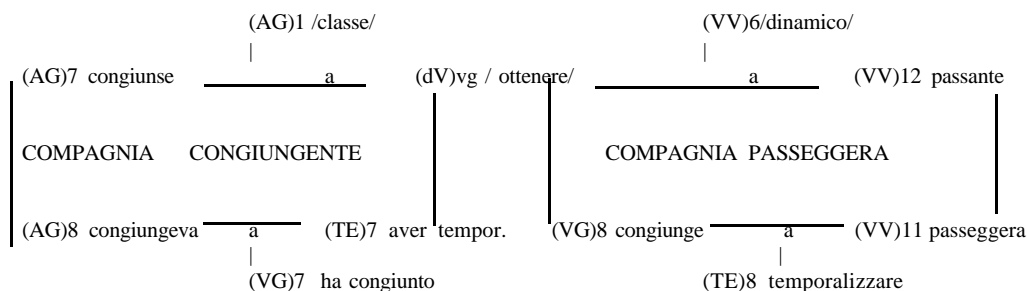 (AG)1 /classe/ (VV)6/dinamico/
| |
(AG)7 congiunse a (dV)vg / ottenere/ a (VV)12 passante
COMPAGNIA CONGIUNGENTE COMPAGNIA PASSEGGERA
(AG)8 congiungeva a (TE)7 aver tempor. (VG)8 congiunge a (VV)11 passeggera
| |
(VG)7 ha congiunto (TE)8 temporalizzare